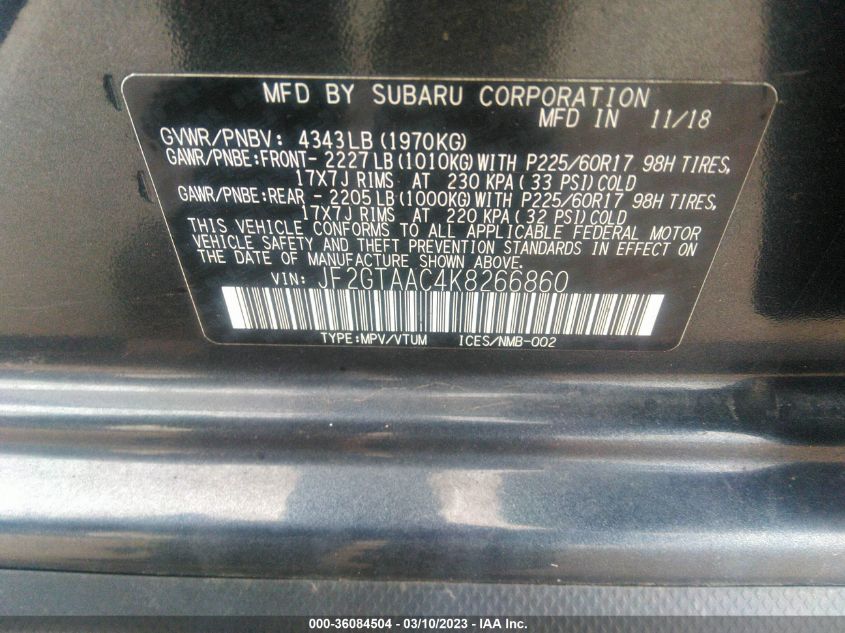 MFD BY SUBARU CORPORATION
MFD IN 11/18
GVWR/PNBV: 4343LB (1970KG)
GAWR/PNBE:FRONT- 2227LB(1010KG)WITH P225/60R17 98H TIRES,
17X7J RIMS AT 230 KPA(33 PSI)COLD
GAWR/PNBE:REAR - 2205LB(1000KG)WITH P225/60R17 98H TIRES,
17X7J RIMS AT 220 KPA(32 PSI)COLD
THIS VEHICLE CONFORMS TO ALL APPLICABLE FEDERAL MOTOR
VEHICLE SAFETY AND THEFT PREVENTION STANDARDS IN EFFECT ON
THE DATE OF MANUFACTURE SHOWN ABOVE.
VIN: JF2GTAAC4K8266860
TYPE:MPV/VTUM ICES/NMB-002
000-36084504 - 03/10/2023 - IAA Inc.